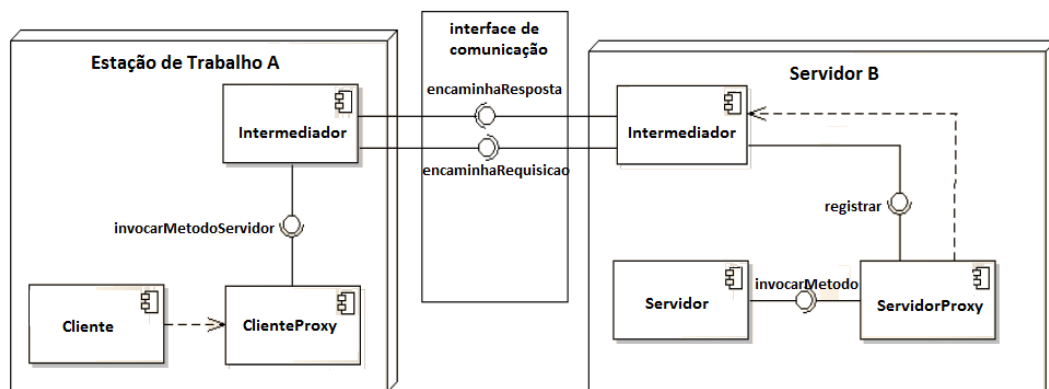 interface de
comunicação
Estação de Trabalho A
Servidor B
encaminhaResposta
Intermediador
Intermediador
encaminhaRequisicao
registrar
invocarMetodoServidor
invocarMetodo
Servidor
ServidorProxy
Cliente
ClienteProxy